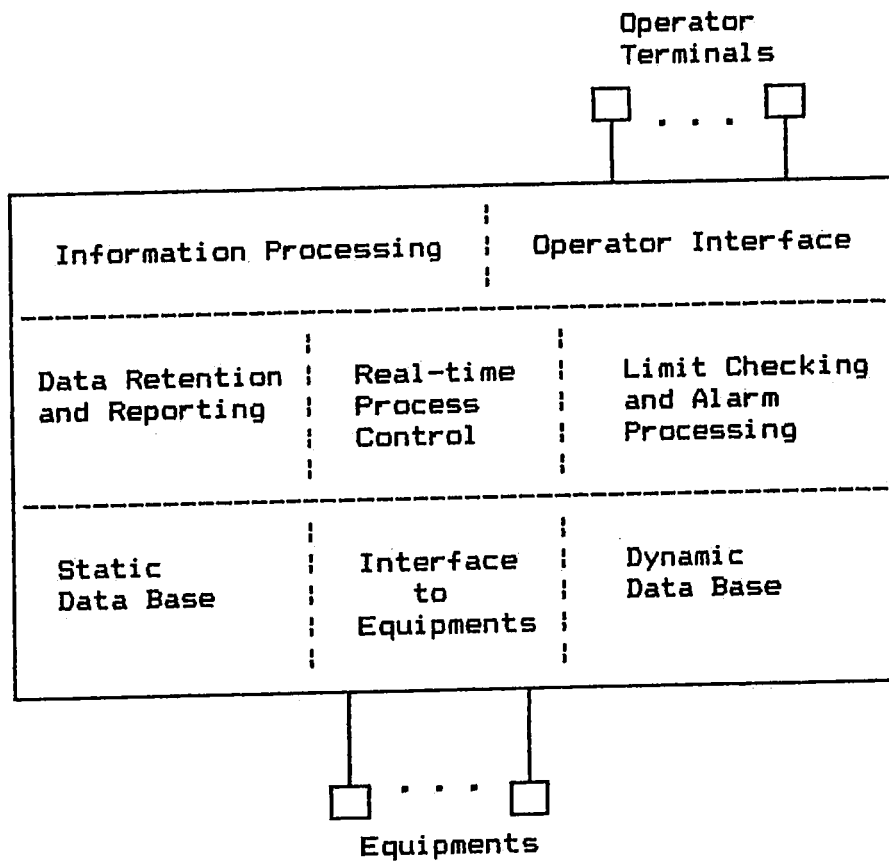 Operator
Terminals
Information Processing
Operator Interface
Data Retention
and Reporting
Real-time
Process
Control
Limit Checking
and Alarm
Processing
Static
Data Base
Interface
to
Equipments
Dynamic
Data Base
Equipments